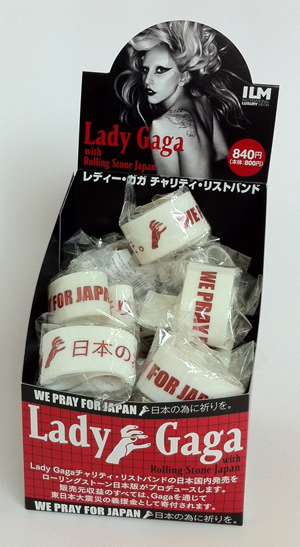 ILM
LUXURY
Lady Gaga
with
Rolling Stone Japan
840円
(本体:800円)
レディー・ガガ チャリティ・リストバンド
WE
FOR JAPAN
WE PRAY
日本の
FOR JAPA
WE PRAY FOR JAPAN 日本の為に祈りを。
Lady Gaga
with
Rolling Stone Japan
Lady Gagaチャリティ・リストバンドの日本国内発売を
ローリングストーン日本版がプロデュースします。
販売元収益のすべては、Gagaを通じて
東日本大震災の義援金として寄付されます。
WE PRAY FOR JAPAN 日本の為に祈りを。